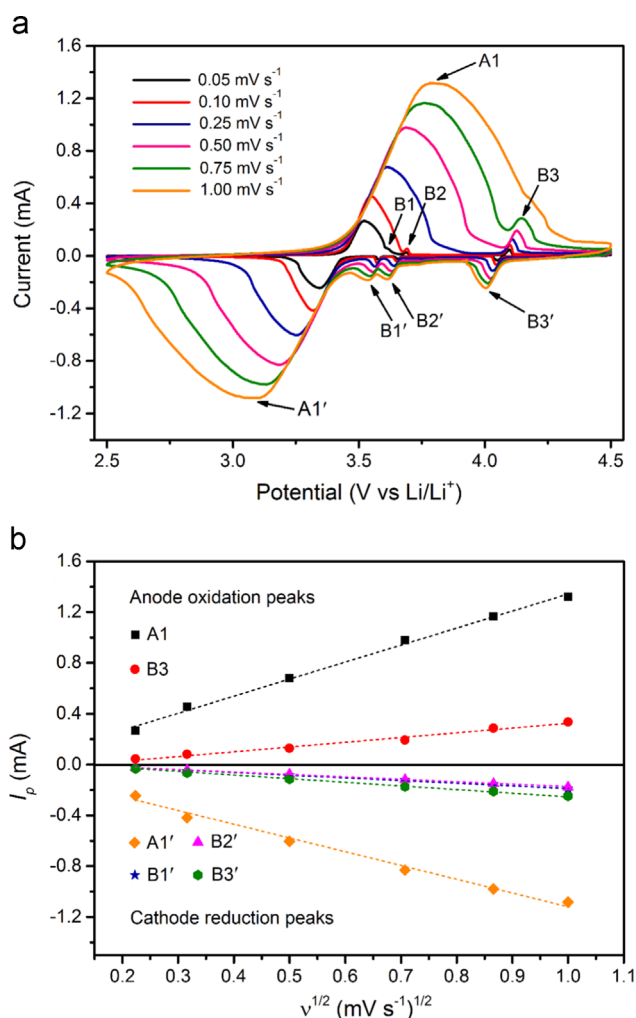 a
1.6
1.2
0.8
0.4
0.0
-0.4
-0.8
-1.2
Current (mA)
0.05 mV s⁻¹
0.10 mV s⁻¹
0.25 mV s⁻¹
0.50 mV s⁻¹
0.75 mV s⁻¹
1.00 mV s⁻¹
A1
B1
B2
B3
B1′
B2′
B3′
A1′
2.5 3.0 3.5 4.0 4.5
Potential (V vs Li/Li⁺)
b
1.6
1.2
0.8
0.4
0.0
-0.4
-0.8
-1.2
Iₚ (mA)
Anode oxidation peaks
A1
B3
A1′ B2′
B1′ B3′
Cathode reduction peaks
0.2 0.3 0.4 0.5 0.6 0.7 0.8 0.9 1.0 1.1
ν¹ᐟ² (mV s⁻¹)¹ᐟ²